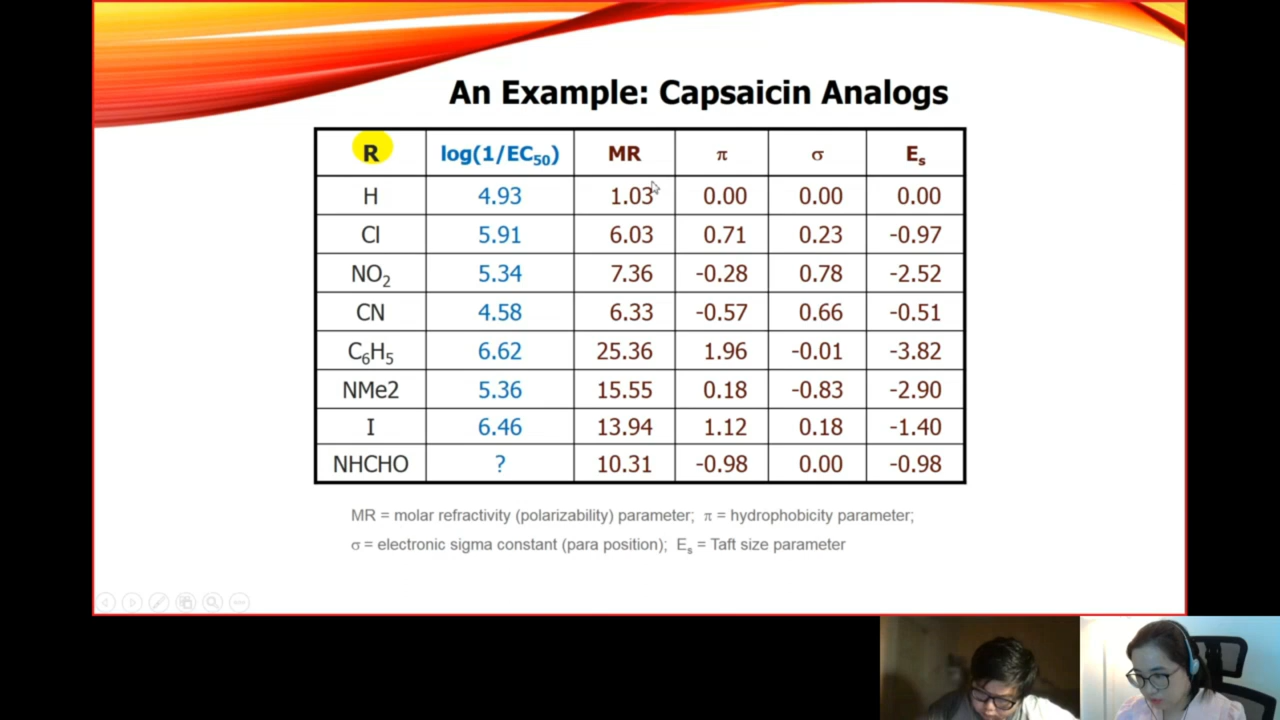 An Example: Capsaicin Analogs
R log(1/EC50) MR π σ Es
H 4.93 1.03 0.00 0.00 0.00
Cl 5.91 6.03 0.71 0.23 -0.97
NO2 5.34 7.36 -0.28 0.78 -2.52
CN 4.58 6.33 -0.57 0.66 -0.51
C6H5 6.62 25.36 1.96 -0.01 -3.82
NMe2 5.36 15.55 0.18 -0.83 -2.90
I 6.46 13.94 1.12 0.18 -1.40
NHCHO ? 10.31 -0.98 0.00 -0.98
MR = molar refractivity (polarizability) parameter; π = hydrophobicity parameter;
σ = electronic sigma constant (para position); Es = Taft size parameter